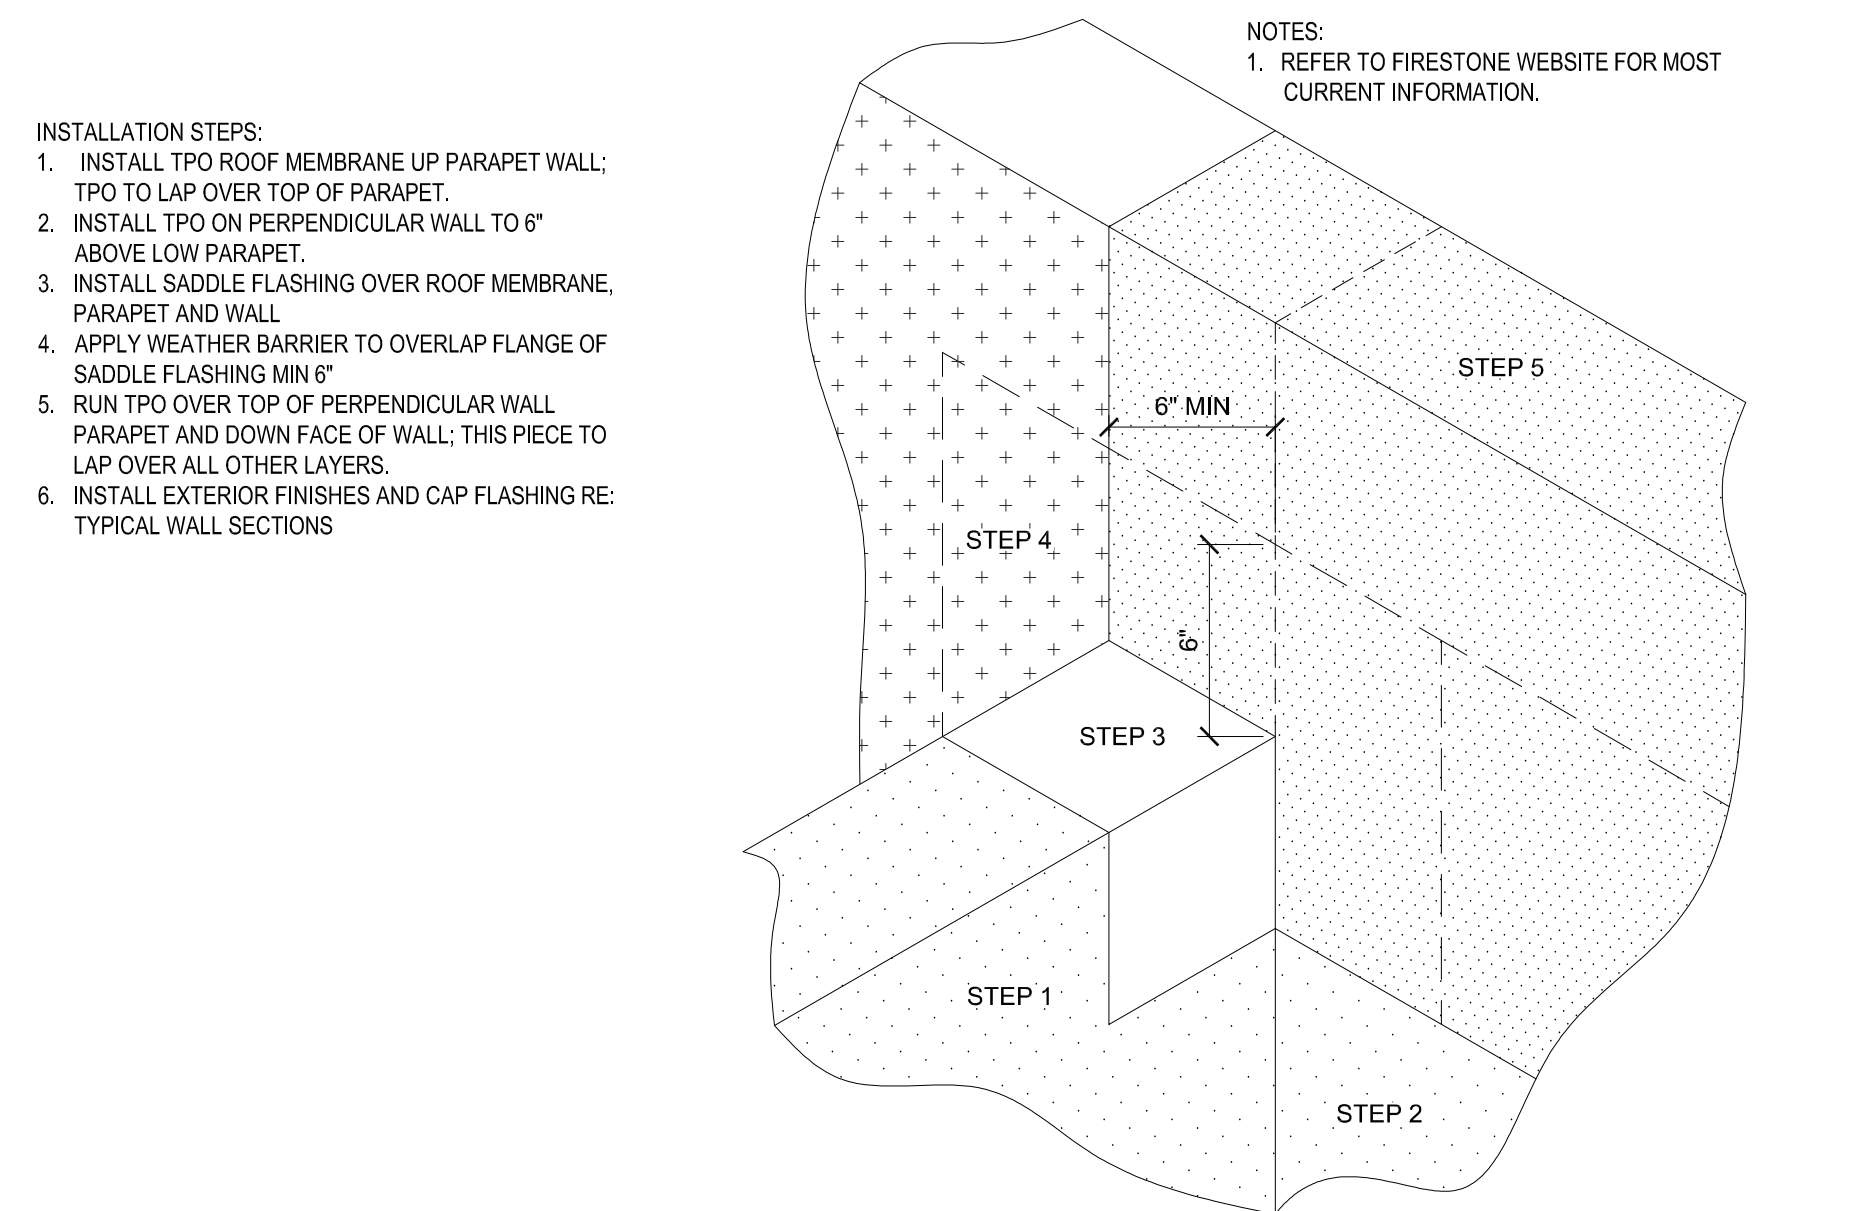 NOTES:
1. REFER TO FIRESTONE WEBSITE FOR MOST
CURRENT INFORMATION.
INSTALLATION STEPS:
1. INSTALL TPO ROOF MEMBRANE UP PARAPET WALL;
TPO TO LAP OVER TOP OF PARAPET.
2. INSTALL TPO ON PERPENDICULAR WALL TO 6"
ABOVE LOW PARAPET.
3. INSTALL SADDLE FLASHING OVER ROOF MEMBRANE,
PARAPET AND WALL
4. APPLY WEATHER BARRIER TO OVERLAP FLANGE OF
SADDLE FLASHING MIN 6"
5. RUN TPO OVER TOP OF PERPENDICULAR WALL
PARAPET AND DOWN FACE OF WALL; THIS PIECE TO
LAP OVER ALL OTHER LAYERS.
6. INSTALL EXTERIOR FINISHES AND CAP FLASHING RE:
TYPICAL WALL SECTIONS
STEP 5
6" MIN
STEP 4
6"
STEP 3
STEP 1
STEP 2